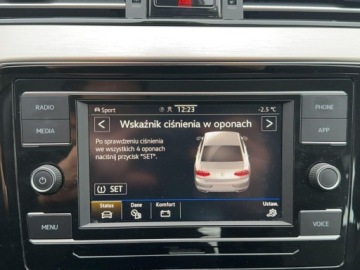 RADIO
MEDIA
MENU
PHONE
APP
VOICE
Sport 12:23 -2.5 °C
Wskaźnik ciśnienia w oponach
Po sprawdzeniu ciśnienia
we wszystkich 4 oponach
naciśnij przycisk "SET".
SET
Status Dane Komfort Ustaw.